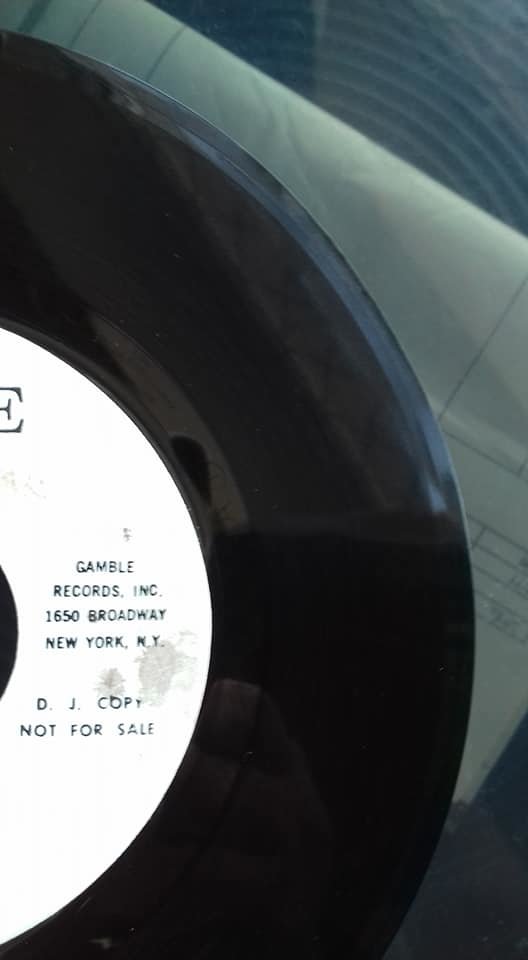 E
GAMBLE
RECORDS, INC.
1650 BROADWAY
NEW YORK, N.Y.
D. J. COPY
NOT FOR SALE